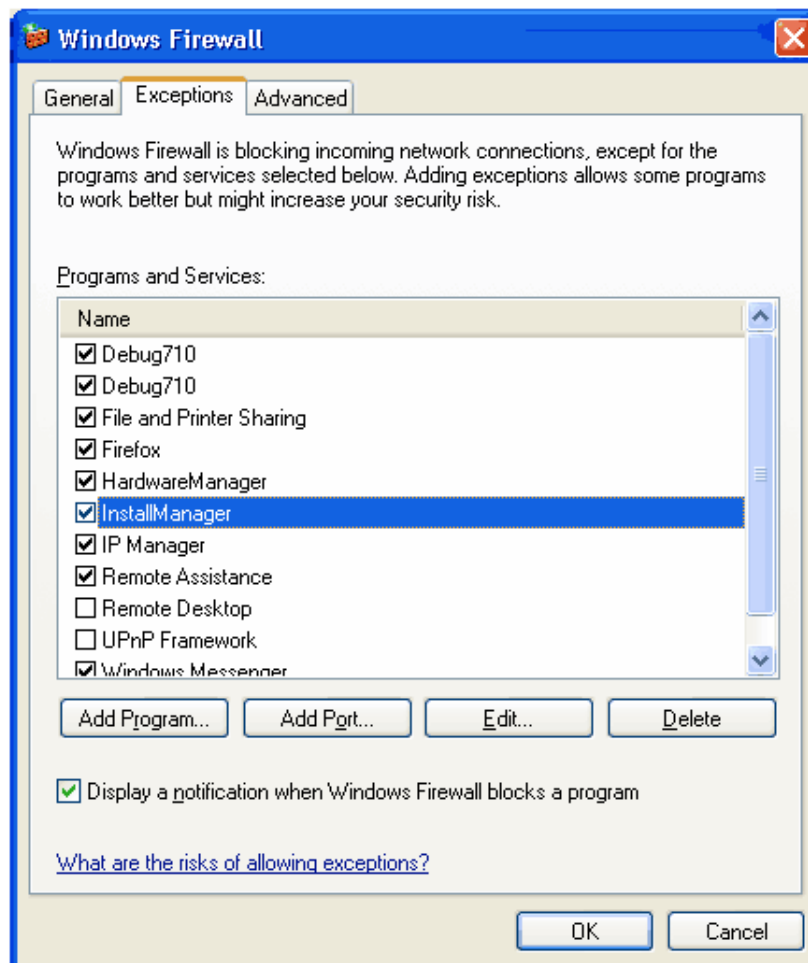 Windows Firewall
General Exceptions Advanced
Windows Firewall is blocking incoming network connections, except for the
programs and services selected below. Adding exceptions allows some programs
to work better but might increase your security risk.
Programs and Services:
Name
Debug710
Debug710
File and Printer Sharing
Firefox
HardwareManager
InstallManager
IP Manager
Remote Assistance
Remote Desktop
UPnP Framework
Windows Messenger
Add Program... Add Port... Edit... Delete
Display a notification when Windows Firewall blocks a program
What are the risks of allowing exceptions?
OK Cancel